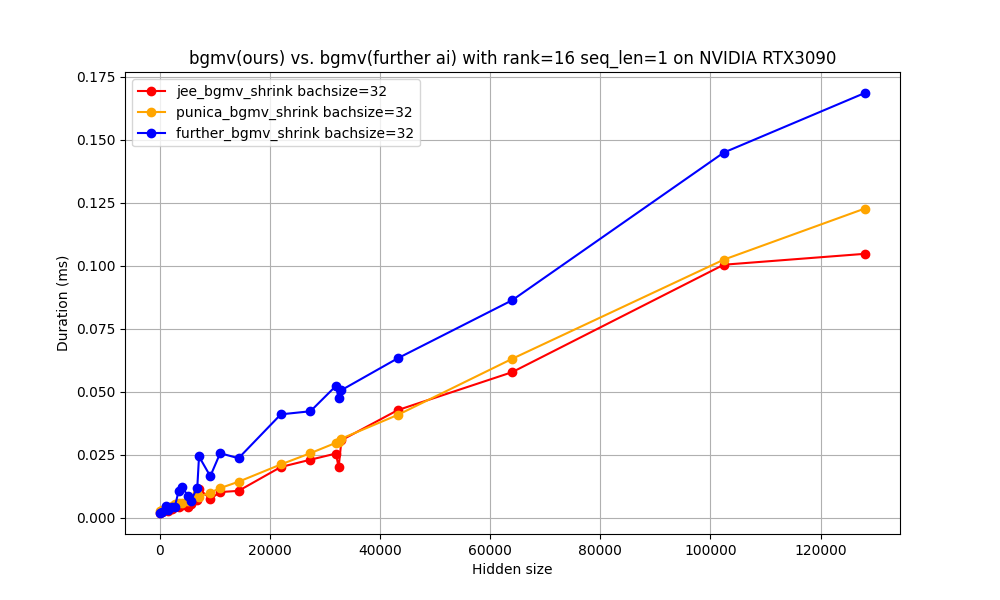 bgmv(ours) vs. bgmv(further ai) with rank=16 seq_len=1 on NVIDIA RTX3090
jee_bgmv_shrink bachsize=32
punica_bgmv_shrink bachsize=32
further_bgmv_shrink bachsize=32
Duration (ms)
0.175
0.150
0.125
0.100
0.075
0.050
0.025
0.000
0 20000 40000 60000 80000 100000 120000
Hidden size